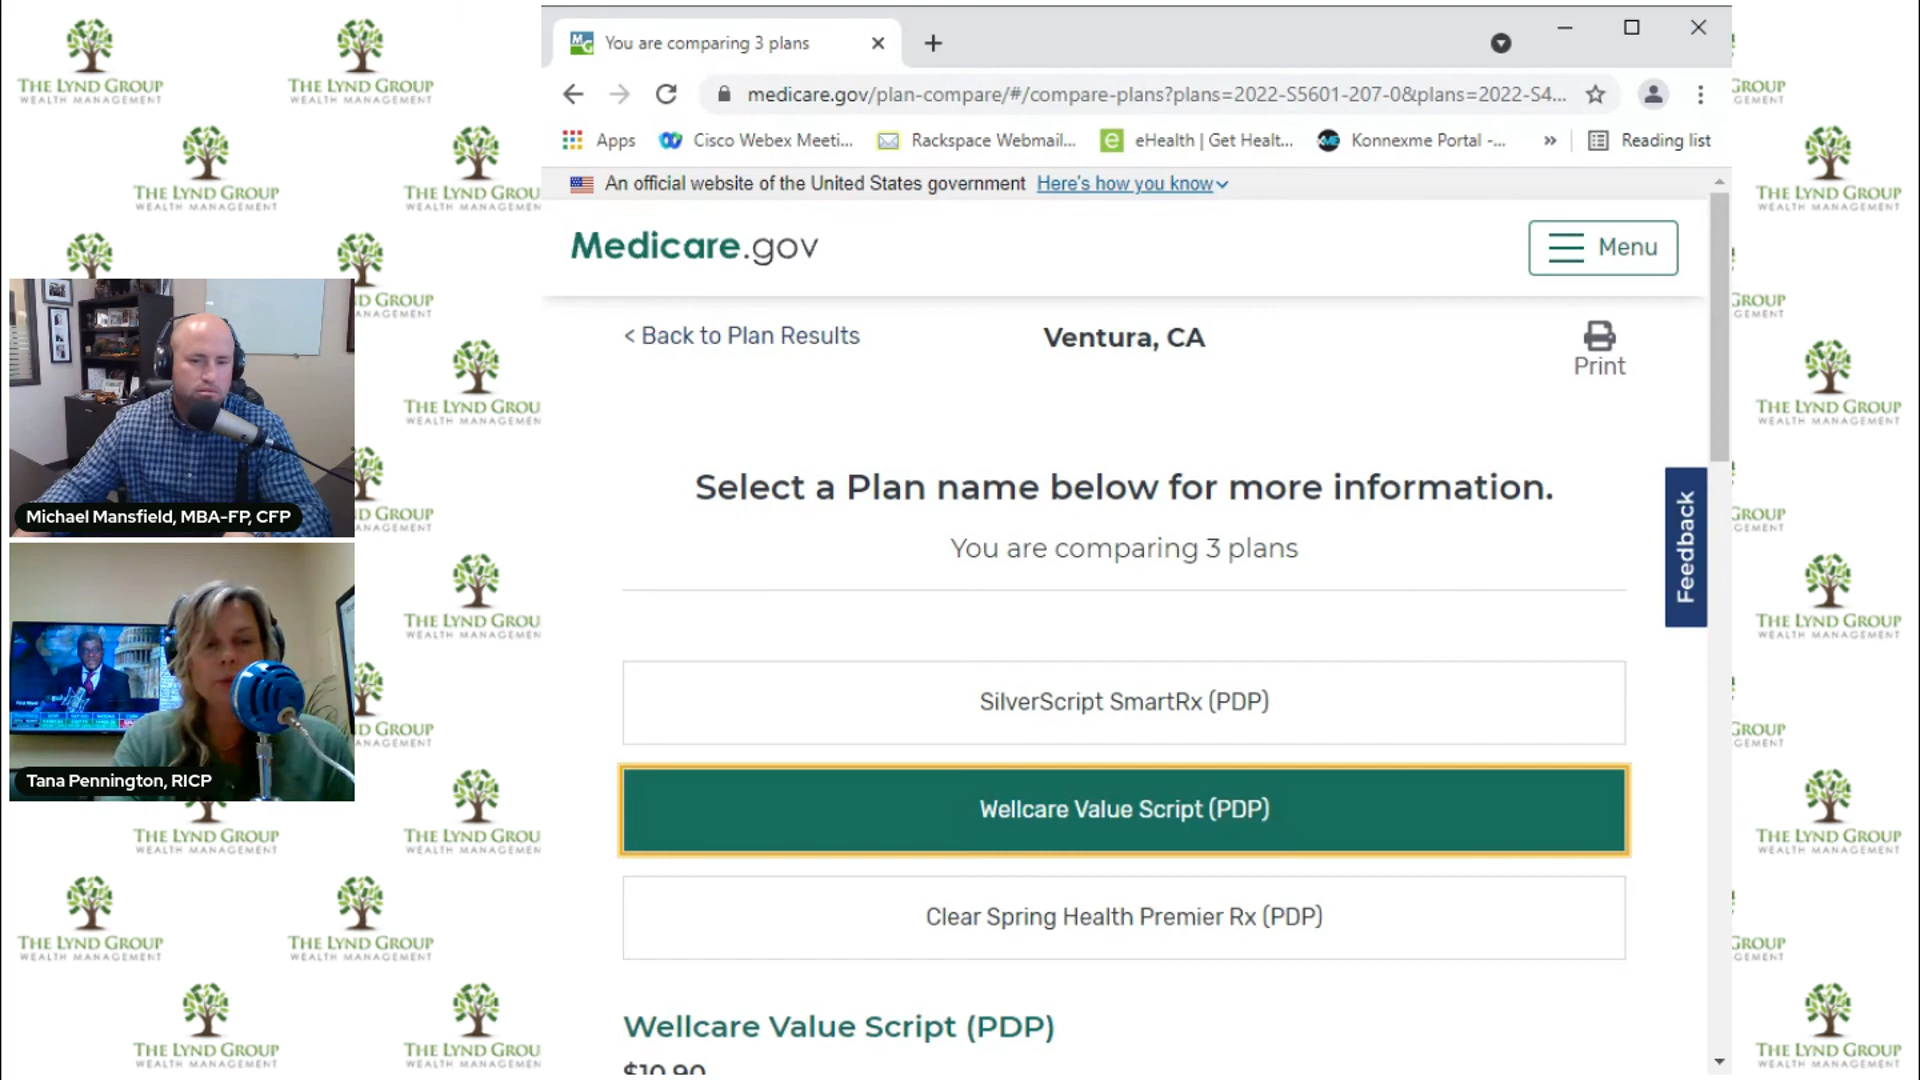 THE LYND GROUP
WEALTH MANAGEMENT
Michael Mansfield, MBA-FP, CFP
Tana Pennington, RICP
You are comparing 3 plans
medicare.gov/plan-compare/#/compare-plans?plans=2022-S5601-207-0&plans=2022-S4...
Apps
Cisco Webex Meeti...
Rackspace Webmail...
eHealth | Get Healt...
Konnexme Portal -...
»
Reading list
An official website of the United States government Here's how you know
Medicare.gov
Menu
< Back to Plan Results
Ventura, CA
Print
Select a Plan name below for more information.
You are comparing 3 plans
Feedback
SilverScript SmartRx (PDP)
Wellcare Value Script (PDP)
Clear Spring Health Premier Rx (PDP)
Wellcare Value Script (PDP)
$10.90